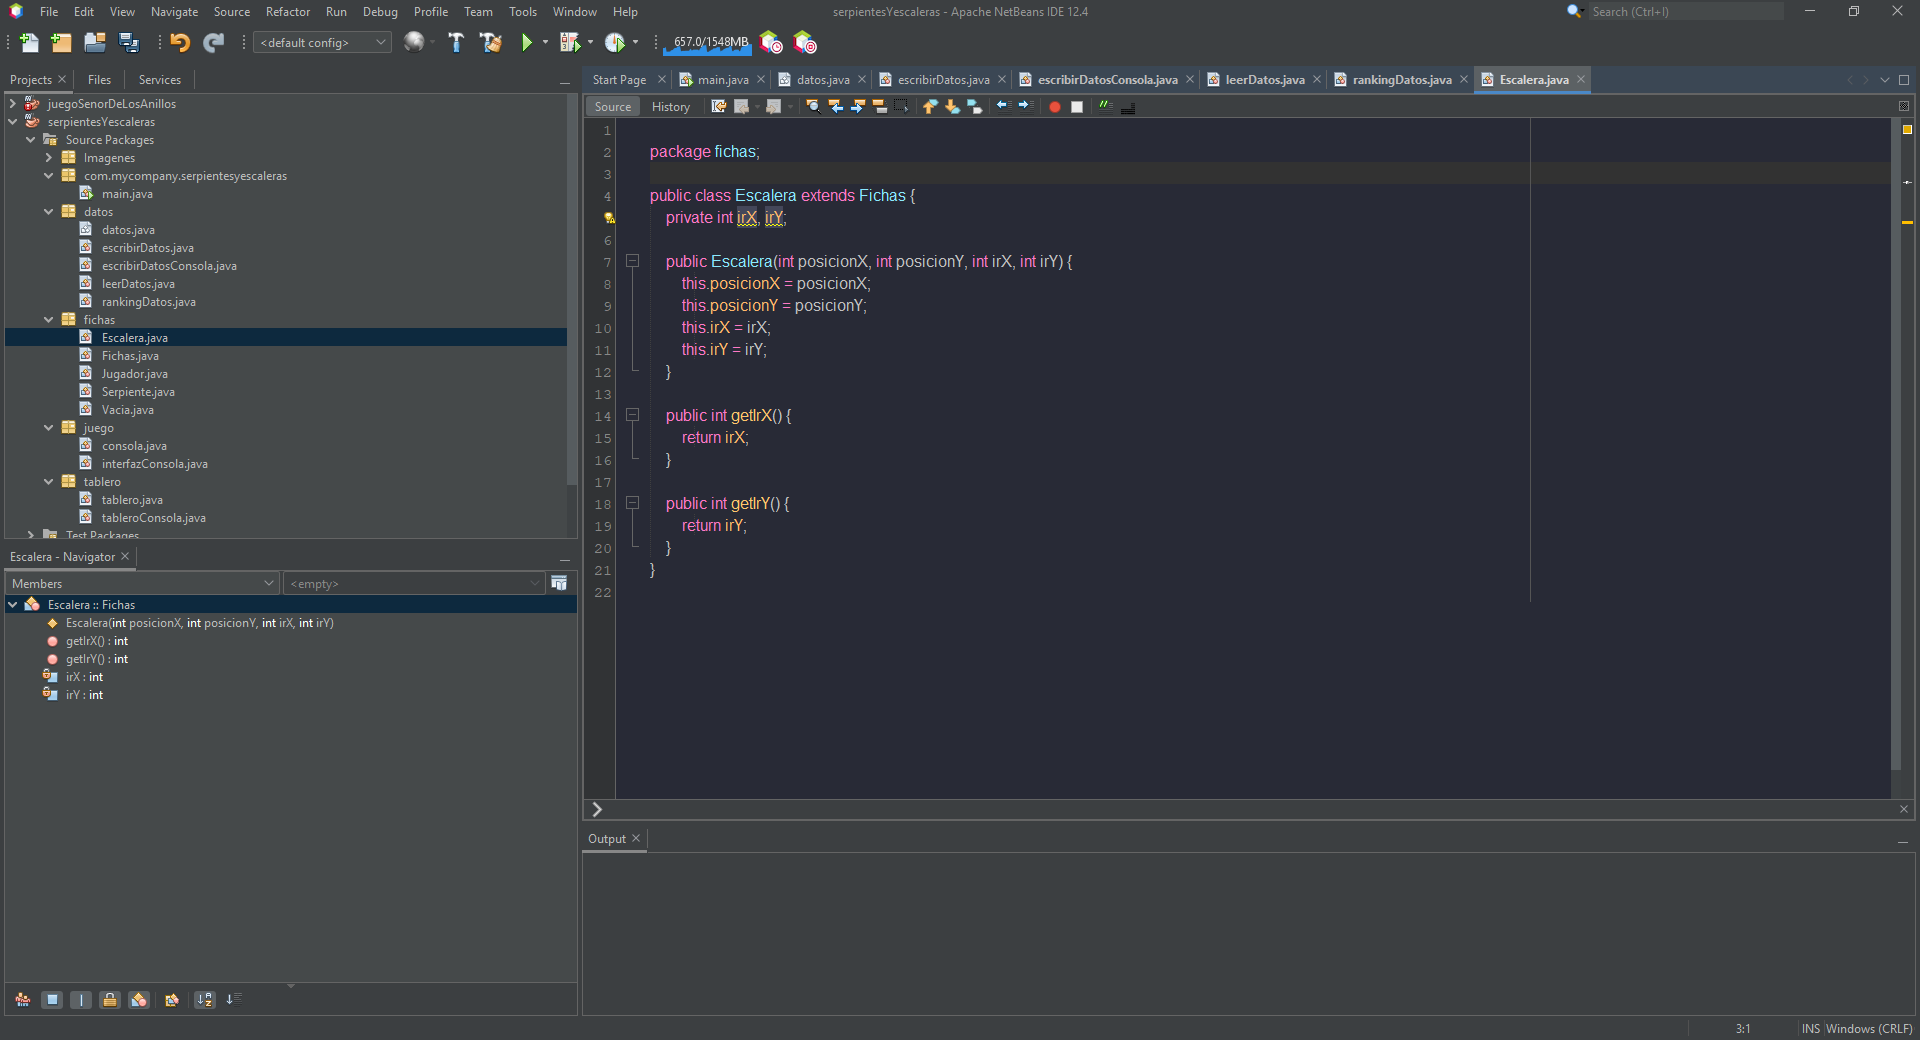 File Edit View Navigate Source Refactor Run Debug Profile Team Tools Window Help
serpientesYescaleras - Apache NetBeans IDE 12.4
Search (Ctrl+I)
<default config>
657.0/1548MB
Projects Files Services
juegoSenorDeLosAnillos
serpientesYescaleras
Source Packages
Imagenes
com.mycompany.serpientesyescaleras
main.java
datos
datos.java
escribirDatos.java
escribirDatosConsola.java
leerDatos.java
rankingDatos.java
fichas
Escalera.java
Fichas.java
Jugador.java
Serpiente.java
Vacia.java
juego
consola.java
interfazConsola.java
tablero
tablero.java
tableroConsola.java
Test Packages
Escalera - Navigator
Members
<empty>
Escalera :: Fichas
Escalera(int posicionX, int posicionY, int irX, int irY)
getIrX() : int
getIrY() : int
irX : int
irY : int
Start Page main.java datos.java escribirDatos.java escribirDatosConsola.java leerDatos.java rankingDatos.java Escalera.java
Source History
1
2 package fichas;
3
4 public class Escalera extends Fichas {
private int irX, irY;
6
7 public Escalera(int posicionX, int posicionY, int irX, int irY) {
8 this.posicionX = posicionX;
9 this.posicionY = posicionY;
10 this.irX = irX;
11 this.irY = irY;
12 }
13
14 public int getIrX() {
15 return irX;
16 }
17
18 public int getIrY() {
19 return irY;
20 }
21 }
22
Output
3:1 INS Windows (CRLF)